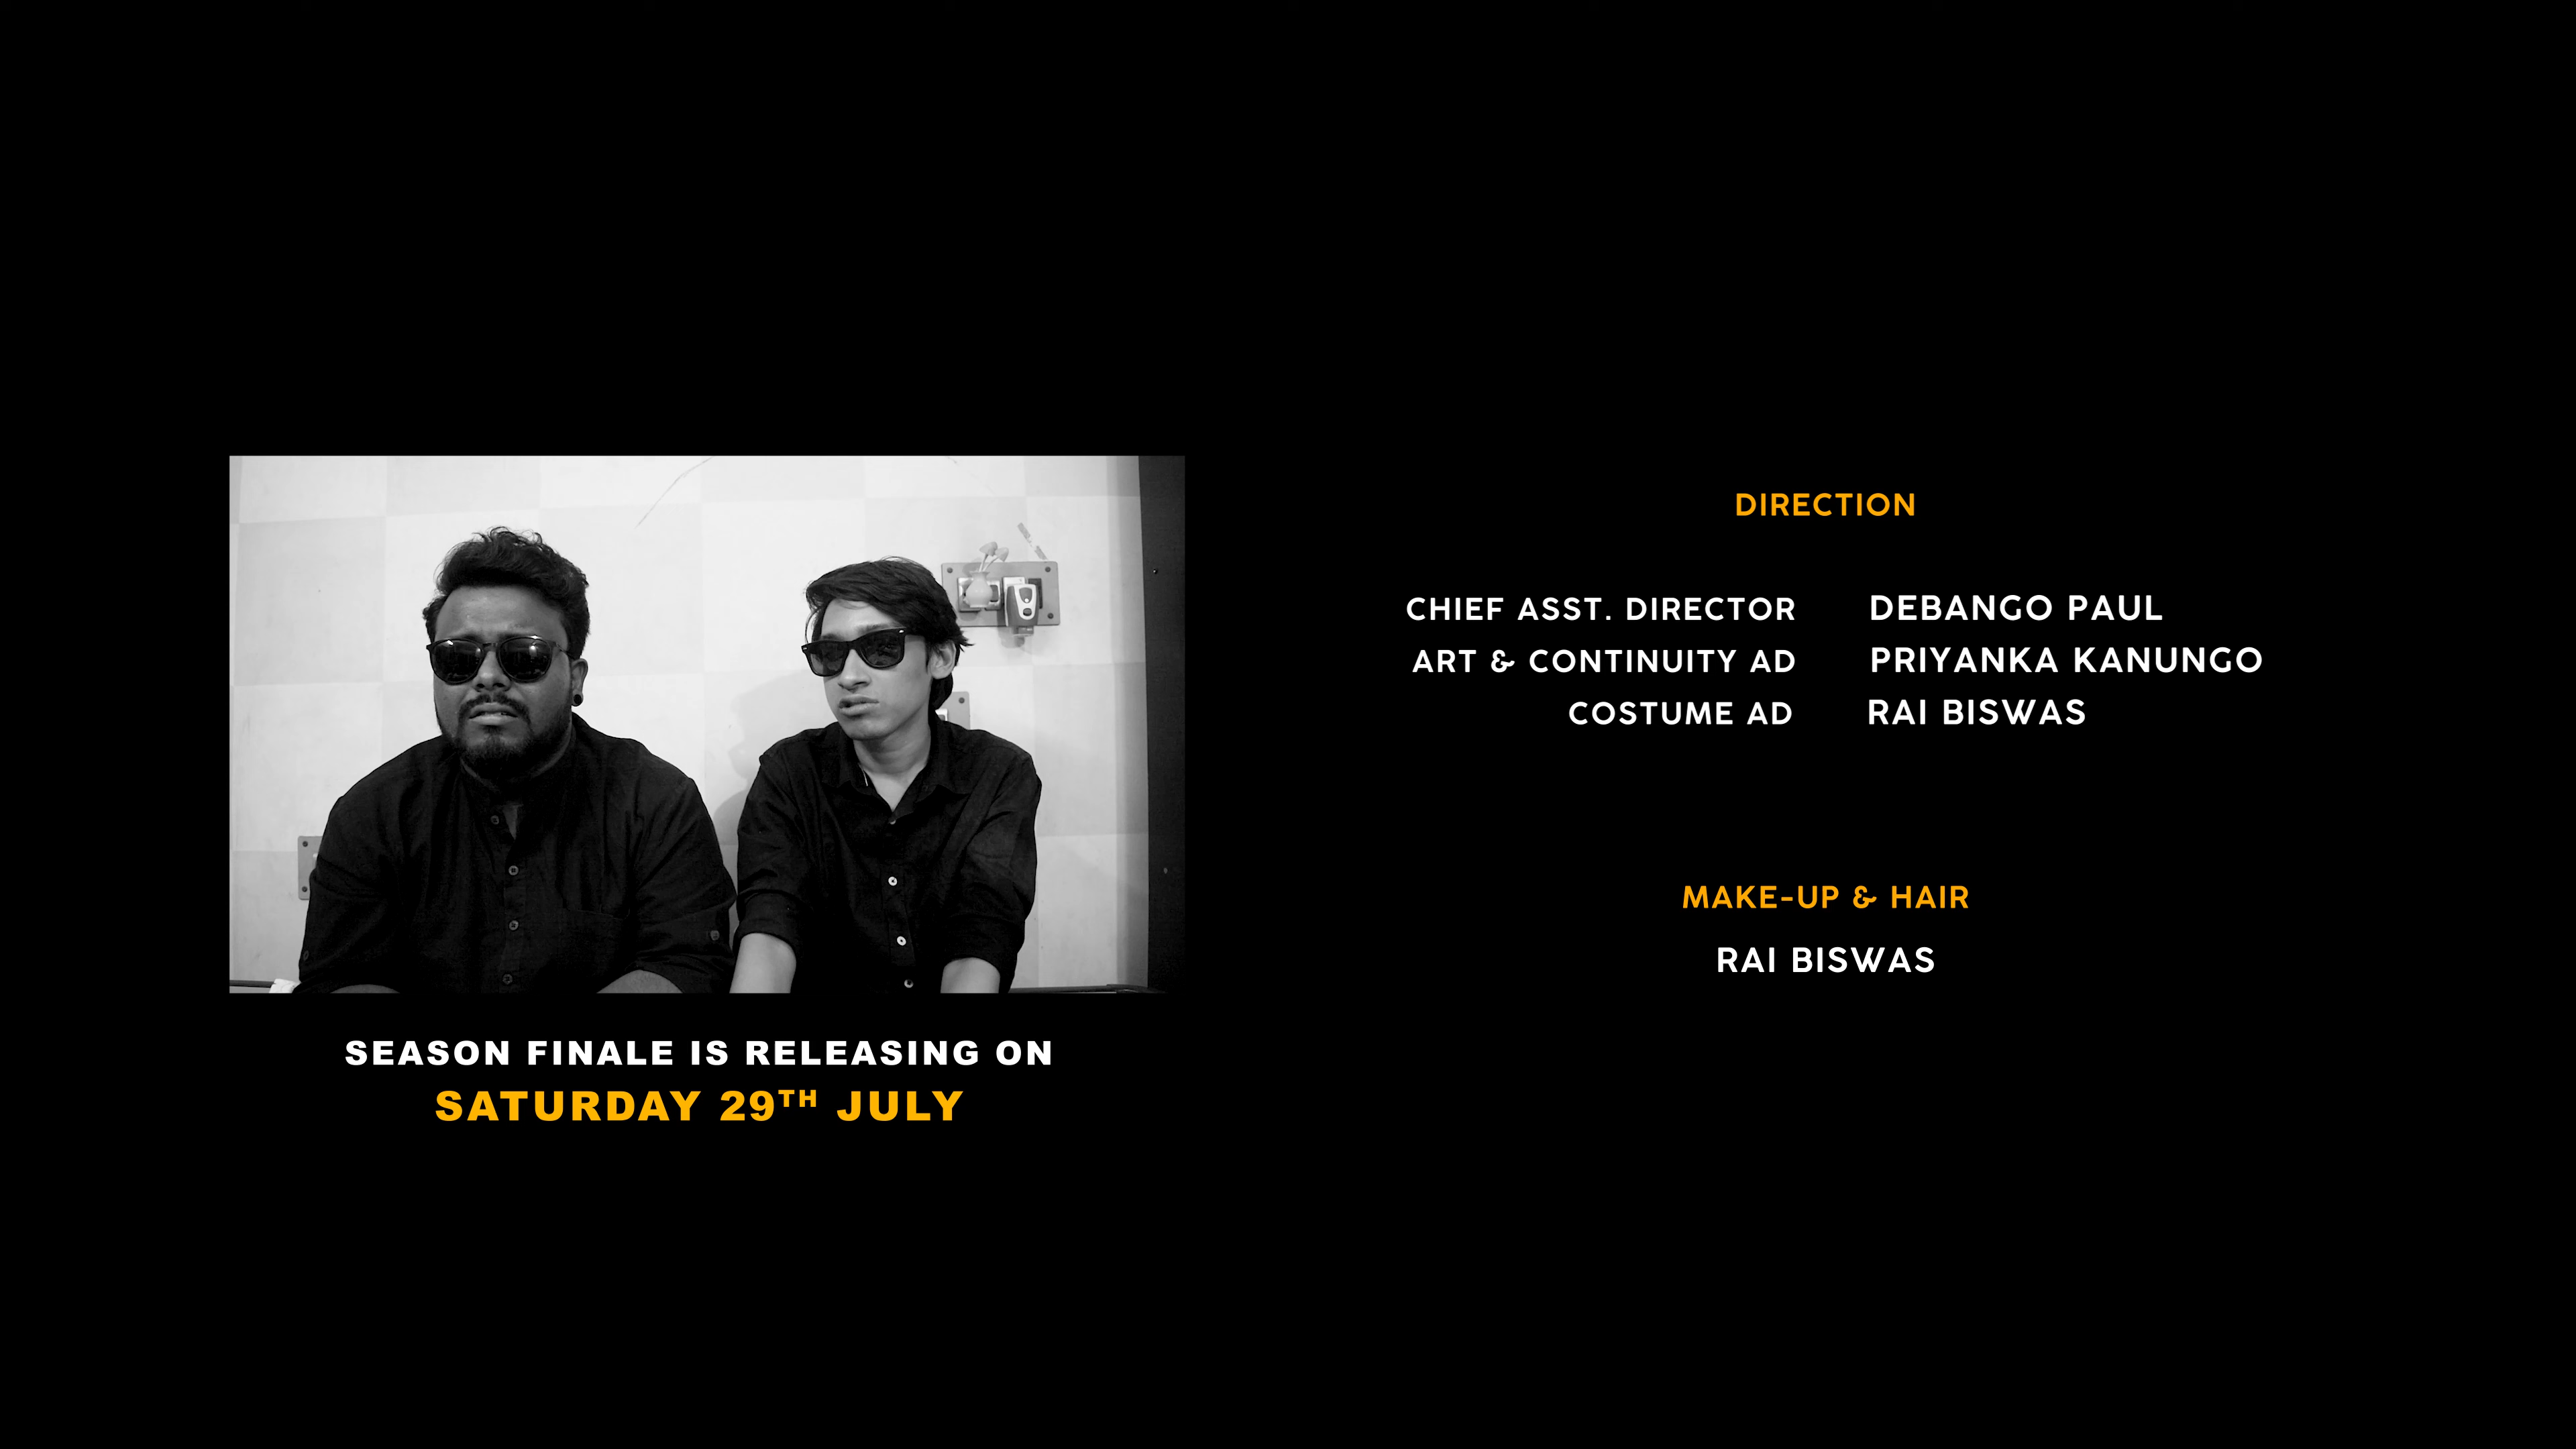 SEASON FINALE IS RELEASING ON
SATURDAY 29TH JULY
DIRECTION
CHIEF ASST. DIRECTOR DEBANGO PAUL
ART & CONTINUITY AD PRIYANKA KANUNGO
COSTUME AD RAI BISWAS
MAKE-UP & HAIR
RAI BISWAS